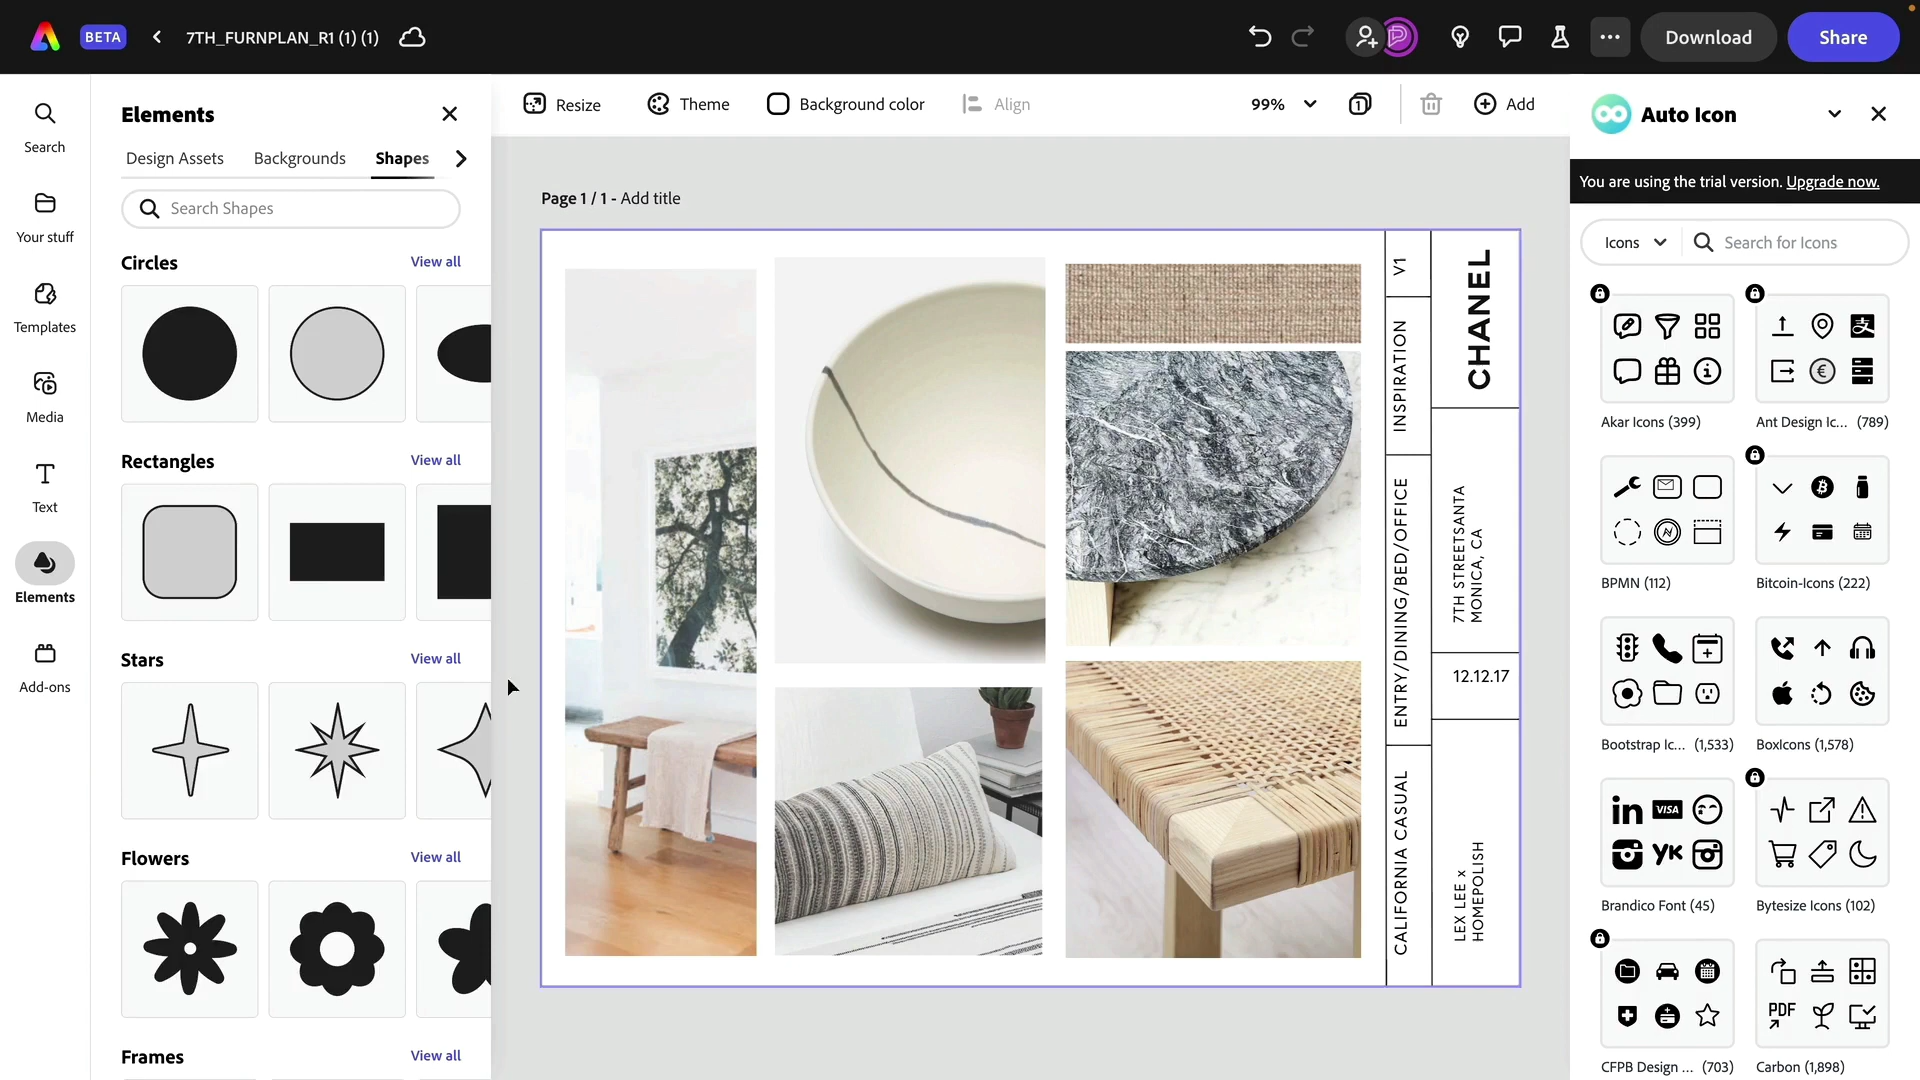 BETA
7TH_FURNPLAN_R1 (1) (1)
Download
Share
Search
Your stuff
Templates
Media
Text
Elements
Add-ons
Elements
Design Assets
Backgrounds
Shapes
Search Shapes
Circles
View all
Rectangles
View all
Stars
View all
Flowers
View all
Frames
View all
Resize
Theme
Background color
Align
99%
1
Add
Page 1 / 1 - Add title
V1
INSPIRATION
ENTRY/DINING/BED/OFFICE
CALIFORNIA CASUAL
CHANEL
7TH STREETSANTA
MONICA, CA
12.12.17
LEX LEE x
HOMEPOLISH
Auto Icon
You are using the trial version. Upgrade now.
Icons
Search for Icons
Akar Icons (399)
Ant Design Ic... (789)
BPMN (112)
Bitcoin-Icons (222)
Bootstrap Ic... (1,533)
BoxIcons (1,578)
in
VISA
Brandico Font (45)
Bytesize Icons (102)
PDF
CFPB Design ... (703)
Carbon (1,898)